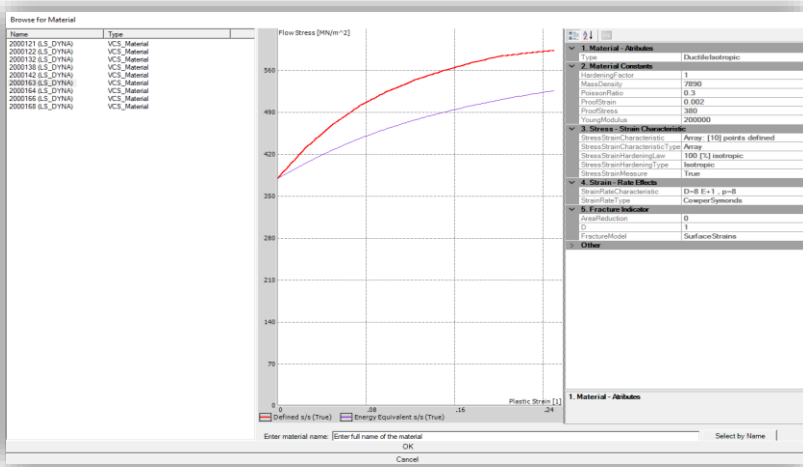 Browse for Material
Name Type
2000121 (LS_DYNA) VCS_Material
2000122 (LS_DYNA) VCS_Material
2000132 (LS_DYNA) VCS_Material
2000138 (LS_DYNA) VCS_Material
2000142 (LS_DYNA) VCS_Material
2000163 (LS_DYNA) VCS_Material
2000164 (LS_DYNA) VCS_Material
2000166 (LS_DYNA) VCS_Material
2000168 (LS_DYNA) VCS_Material
Flow Stress [MN/m^2]
560
490
420
350
280
210
140
70
0
0 .08 .16 .24
Plastic Strain [1]
Defined s/s (True) Energy Equivalent s/s (True)
1. Material - Atributes
Type DuctileIsotropic
2. Material Constants
HardeningFactor 1
MassDensity 7890
PoissonRatio 0.3
ProofStrain 0.002
ProofStress 380
YoungModulus 200000
3. Stress - Strain Characteristic
StressStrainCharacteristic Array: [10] points defined
StressStrainCharacteristicType Array
StressStrainHardeningLaw 100 [%] isotropic
StressStrainHardeningType Isotropic
StressStrainMeasure True
4. Strain - Rate Effects
StrainRateCharacteristic D=8 E+1 , p=8
StrainRateType CowperSymonds
5. Fracture Indicator
AreaReduction 0
D 1
FractureModel SurfaceStrains
Other
1. Material - Atributes
Enter material name: Enter full name of the material Select by Name
OK
Cancel